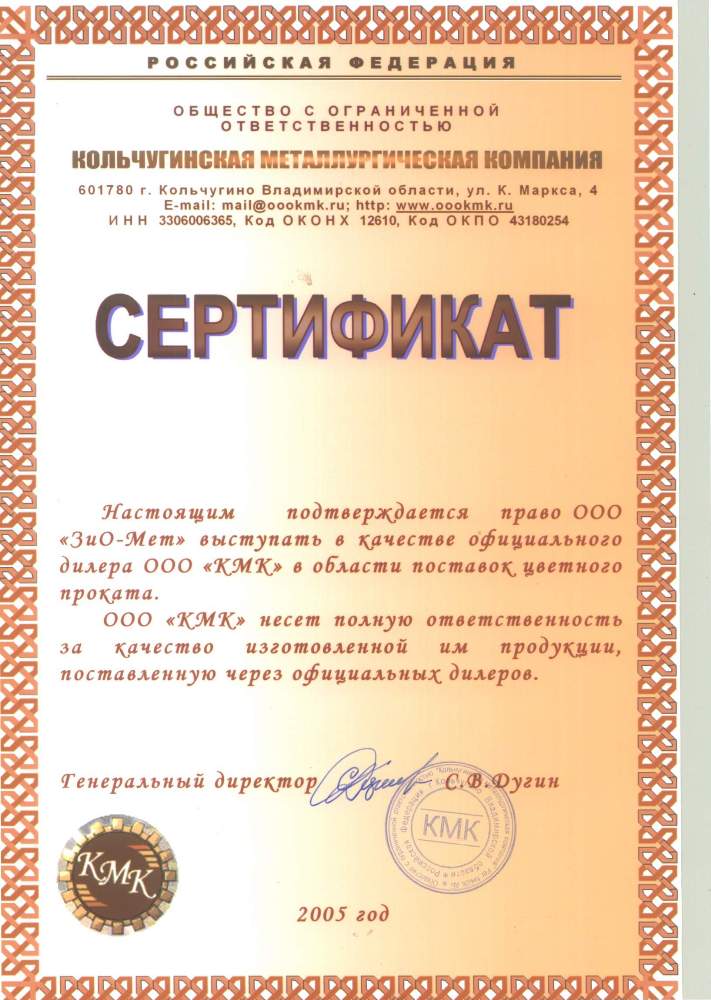 РОССИЙСКАЯ ФЕДЕРАЦИЯ
ОБЩЕСТВО С ОГРАНИЧЕННОЙ
ОТВЕТСТВЕННОСТЬЮ
КОЛЬЧУГИНСКАЯ МЕТАЛЛУРГИЧЕСКАЯ КОМПАНИЯ
601780 г. Кольчугино Владимирской области, ул. К. Маркса, 4
E-mail: mail@oookmk.ru; http: www.oookmk.ru
ИНН 3306006365, Код ОКОНХ 12610, Код ОКПО 43180254
СЕРТИФИКАТ
Настоящим подтверждается право ООО
«ЗиО-Мет» выступать в качестве официального
дилера ООО «КМК» в области поставок цветного
проката.
ООО «КМК» несет полную ответственность
за качество изготовленной им продукции,
поставленную через официальных дилеров.
Генеральный директор С.В.Дугин
КМК
КМК
2005 год